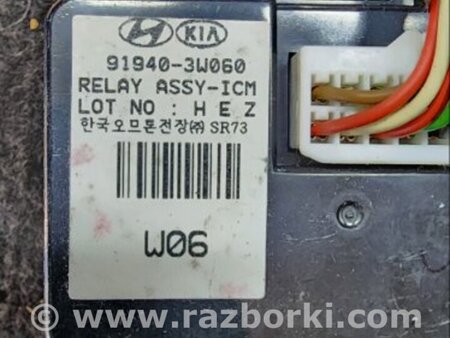 KIA
91940-3W060
RELAY ASSY-ICM
LOT NO : H E Z
한국오므론전장㈜ SR73
W06
www.razborki.com